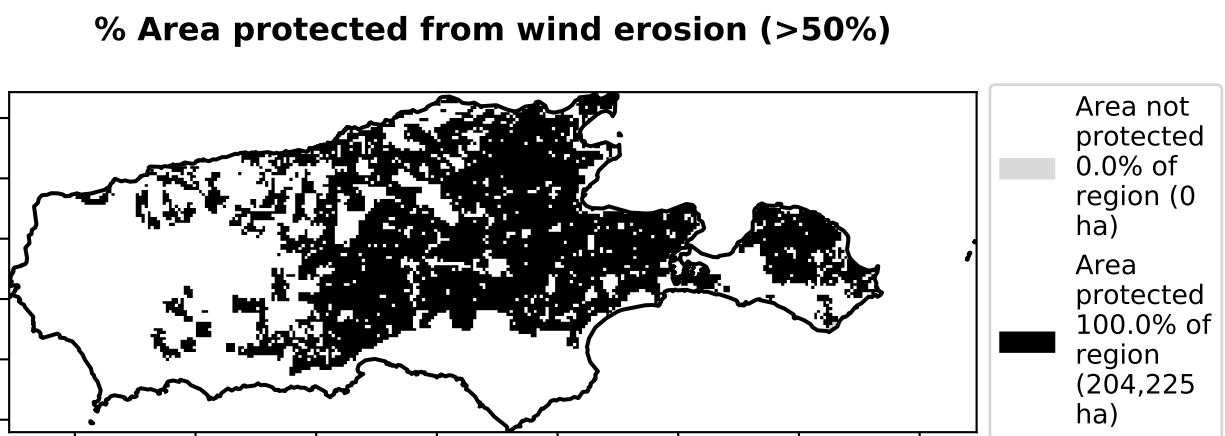 % Area protected from wind erosion (>50%)
Area not
protected
0.0% of
region (0
ha)
Area
protected
100.0% of
region
(204,225
ha)